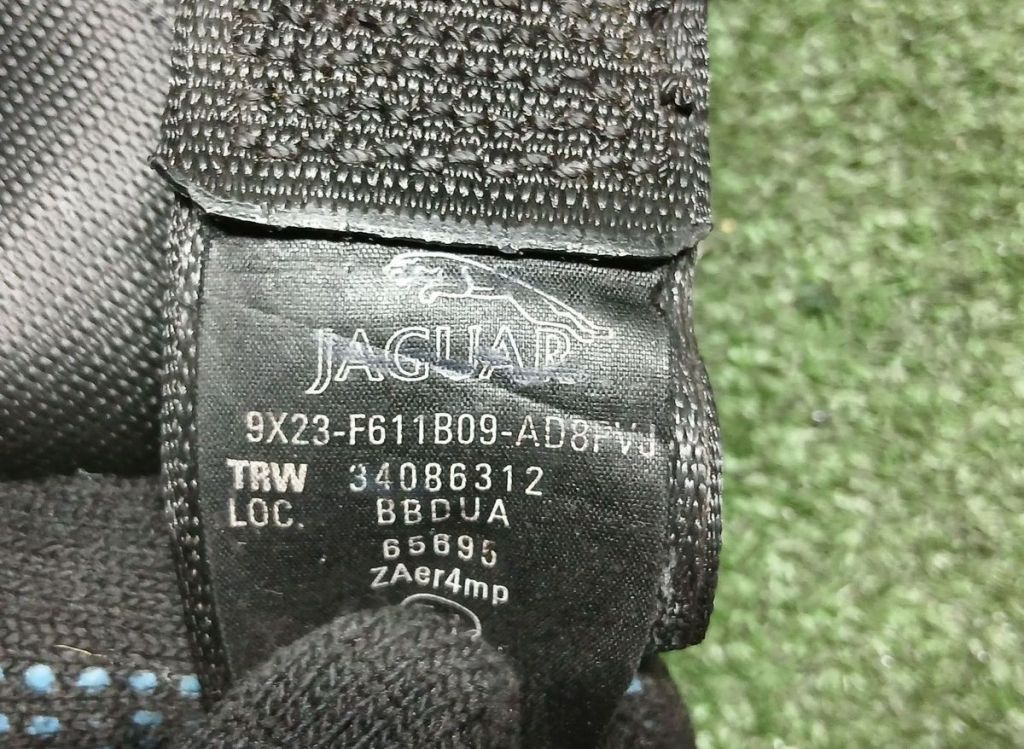 JAGUAR
9X23-F611B09-AD8PVJ
TRW 34086312
LOC. BBDUA
65695
ZAer4mp